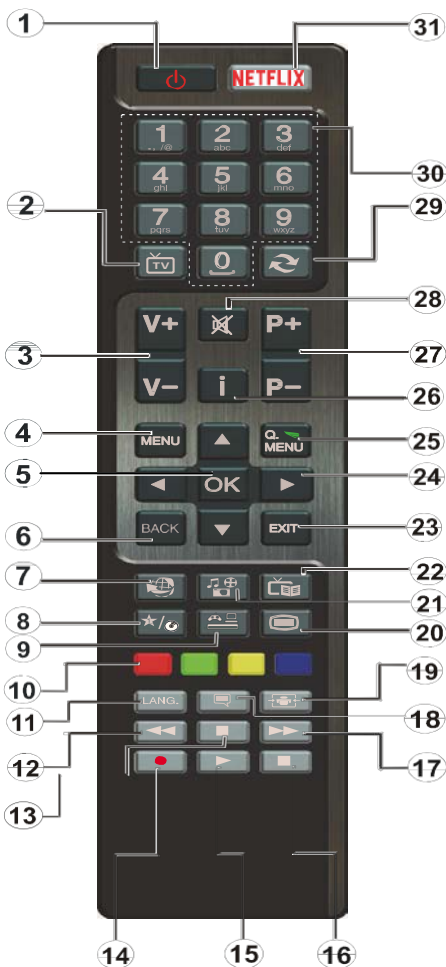 1
31
NETFLIX
1 2 3
. , /@ abc def
30
4 5 6
ghi jkl mno
7 8 9
pqrs tuv wxyz
2
29
TV 0
28
V+ P+
3
27
V− i P−
26
4
MENU
Q. MENU
25
5
OK
24
6
BACK EXIT
23
7
22
8
21
9
20
10
19
11
LANG.
18
12
17
13
14
15
16